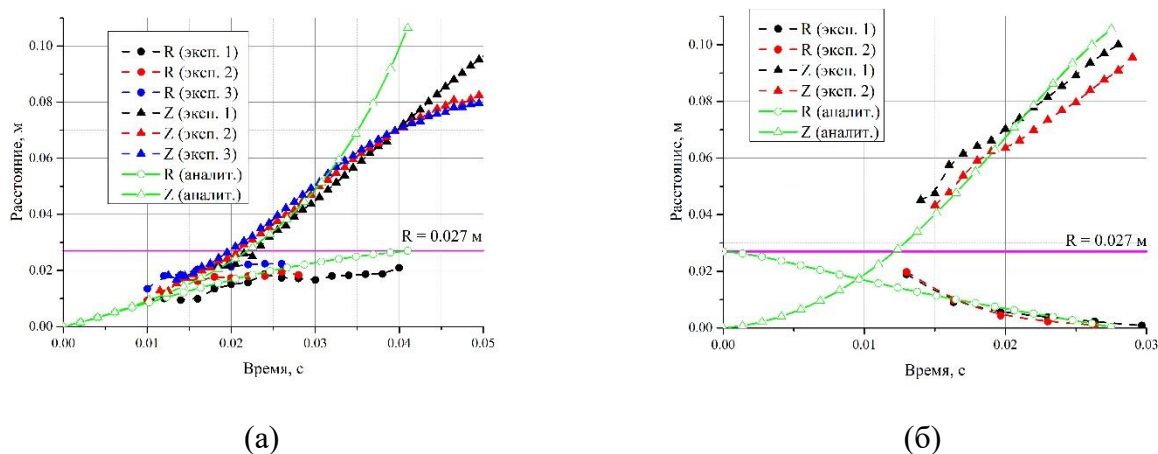 R (эксп. 1)
R (эксп. 2)
R (эксп. 3)
Z (эксп. 1)
Z (эксп. 2)
Z (эксп. 3)
R (аналит.)
Z (аналит.)
R = 0.027 м
Расстояние, м
0.10
0.08
0.06
0.04
0.02
0.00
0.00 0.01 0.02 0.03 0.04 0.05
Время, с
(а)
R (эксп. 1)
R (эксп. 2)
Z (эксп. 1)
Z (эксп. 2)
R (аналит.)
Z (аналит.)
R = 0.027 м
Расстояние, м
0.10
0.08
0.06
0.04
0.02
0.00
0.00 0.01 0.02 0.03
Время, с
(б)